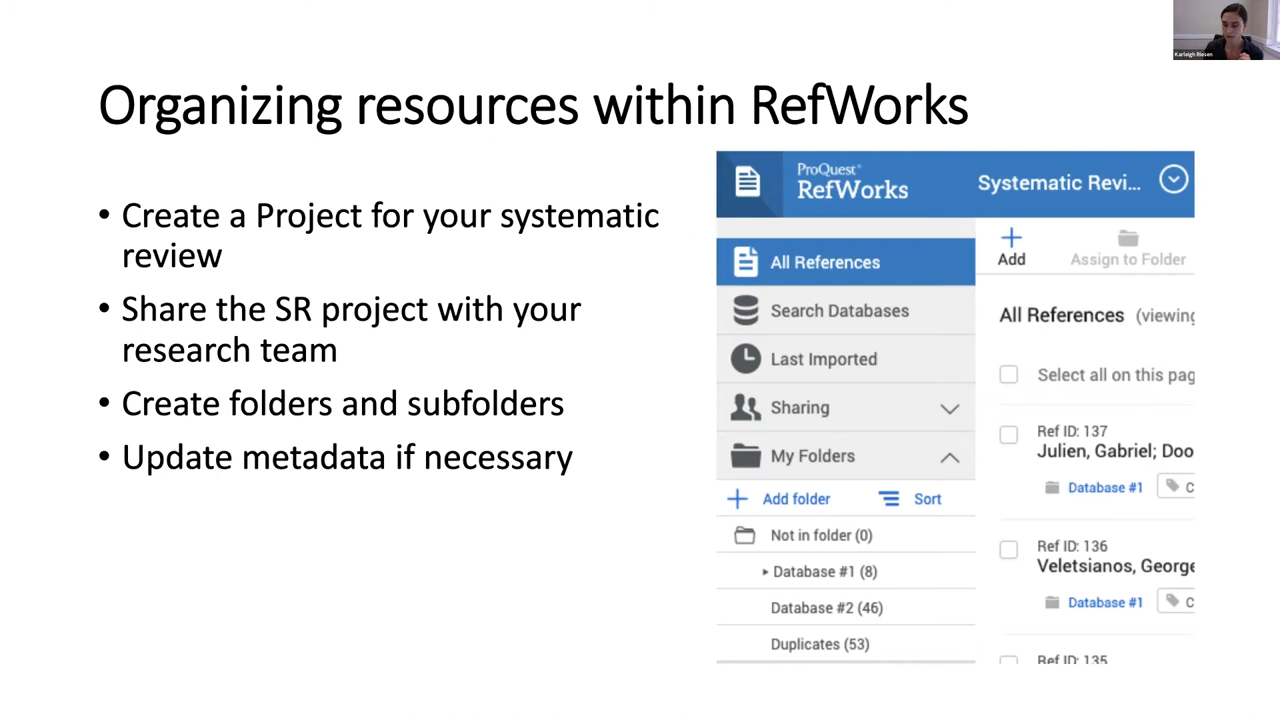 Karleigh Riesen
Organizing resources within RefWorks
• Create a Project for your systematic
review
• Share the SR project with your
research team
• Create folders and subfolders
• Update metadata if necessary
ProQuest®
RefWorks
Systematic Revi...
All References
Search Databases
Last Imported
Sharing
My Folders
Add folder
Sort
Not in folder (0)
Database #1 (8)
Database #2 (46)
Duplicates (53)
Add
Assign to Folder
All References (viewing
Select all on this pag
Ref ID: 137
Julien, Gabriel; Doo
Database #1
C
Ref ID: 136
Veletsianos, George
Database #1
C
Ref ID: 135